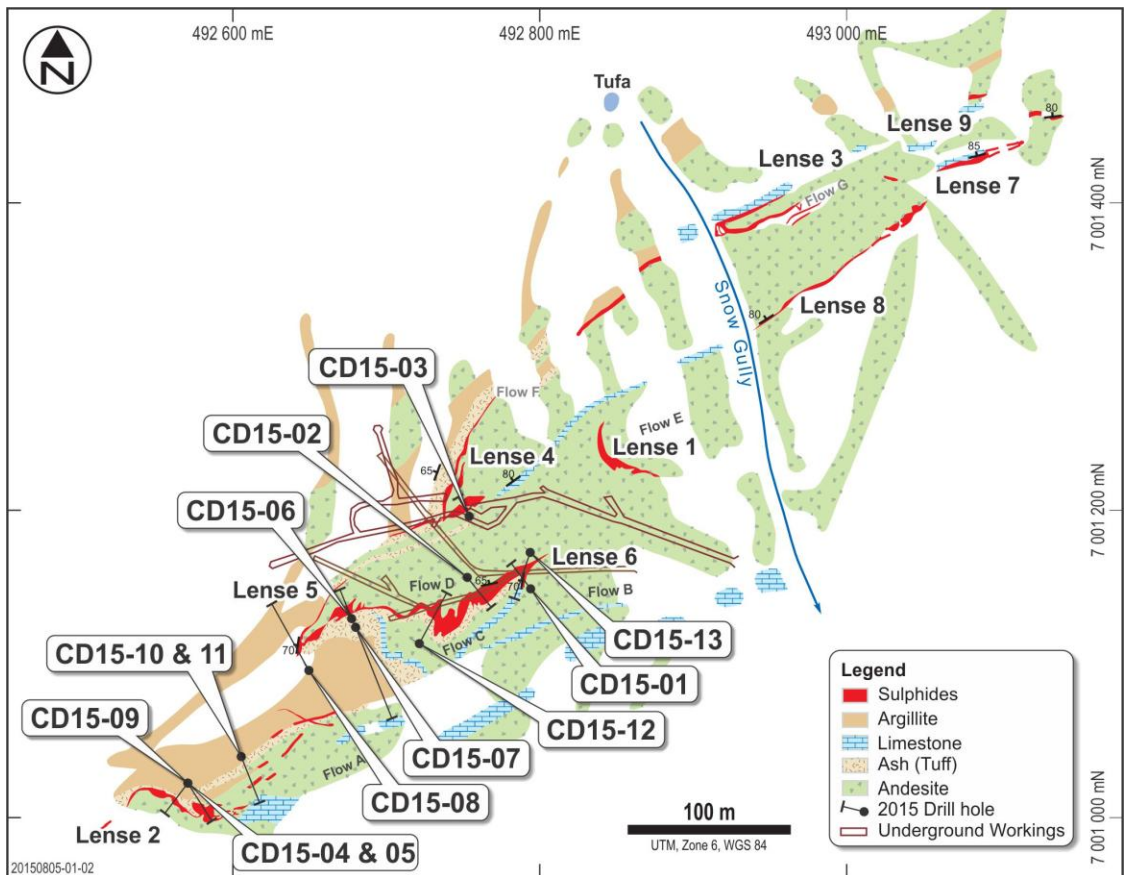 492 600 mE
492 800 mE
493 000 mE
N
Tufa
80
Lense 9
85
Lense 3
Lense 7
Flow G
7 001 400 mN
Snow Gully
80
Lense 8
CD15-03
Flow F
CD15-02
Flow E
65
Lense 4
Lense 1
80
CD15-06
7 001 200 mN
Lense 6
Lense 5
Flow D
65
70
Flow B
CD15-10 & 11
70
Flow C
CD15-13
CD15-01
CD15-09
CD15-12
CD15-07
Flow A
CD15-08
Lense 2
CD15-04 & 05
100 m
UTM, Zone 6, WGS 84
7 001 000 mN
Legend
Sulphides
Argillite
Limestone
Ash (Tuff)
Andesite
2015 Drill hole
Underground Workings
20150805-01-02